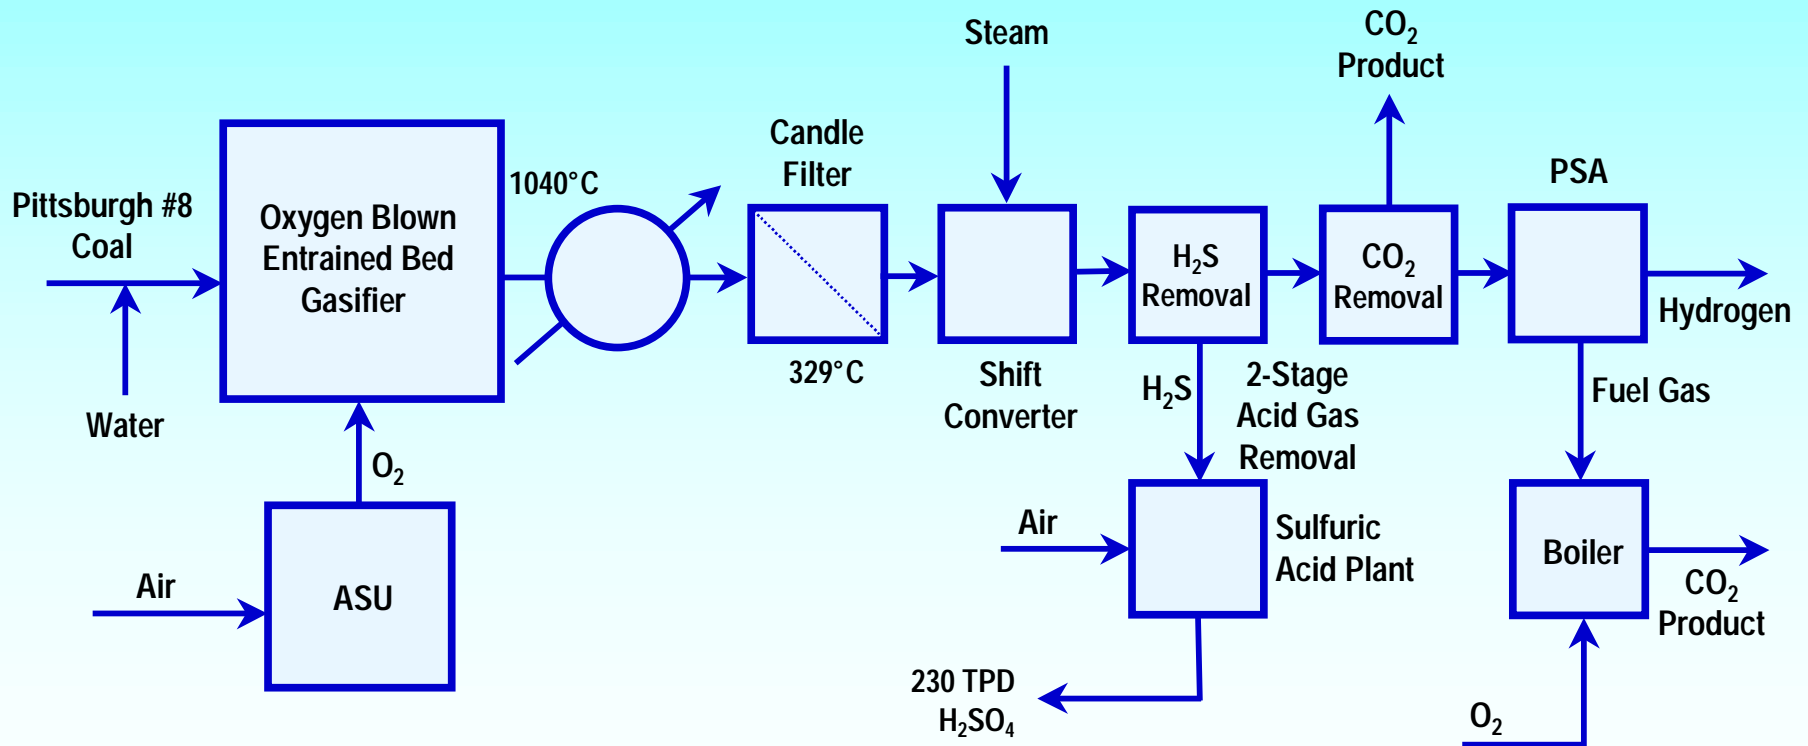 Steam
CO₂
Product
Candle
Filter
PSA
1040°C
Pittsburgh #8
Coal
Oxygen Blown
Entrained Bed
Gasifier
H₂S
Removal
CO₂
Removal
Hydrogen
329°C
Shift
Converter
H₂S
2-Stage
Acid Gas
Removal
Fuel Gas
Water
O₂
Air
Sulfuric
Acid Plant
Boiler
Air
ASU
CO₂
Product
230 TPD
H₂SO₄
O₂